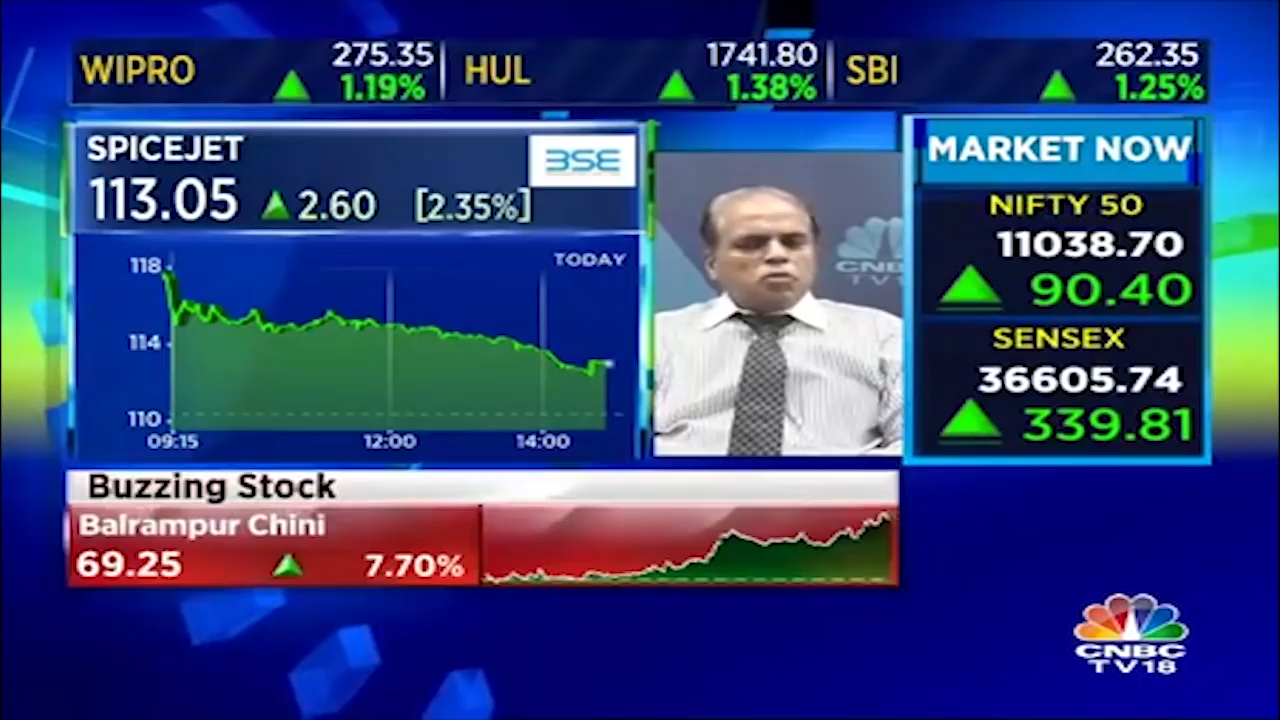 WIPRO 275.35 1.19% HUL 1741.80 1.38% SBI 262.35 1.25%
SPICEJET
113.05 2.60 [2.35%]
BSE
TODAY
118
114
110
09:15 12:00 14:00
CNBC
TV18
MARKET NOW
NIFTY 50
11038.70
90.40
SENSEX
36605.74
339.81
Buzzing Stock
Balrampur Chini
69.25 7.70%
CNBC
TV18